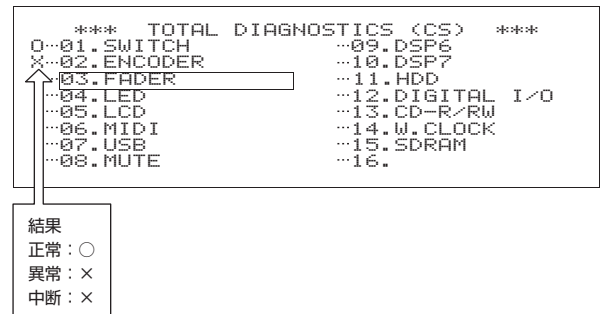 *** TOTAL DIAGNOSTICS (CS) ***
O…01.SWITCH …09.DSP6
X…02.ENCODER …10.DSP7
…03.FADER …11.HDD
…04.LED …12.DIGITAL I/O
…05.LCD …13.CD-R/RW
…06.MIDI …14.W.CLOCK
…07.USB …15.SDRAM
…08.MUTE …16.
結果
正常：○
異常：×
中断：×